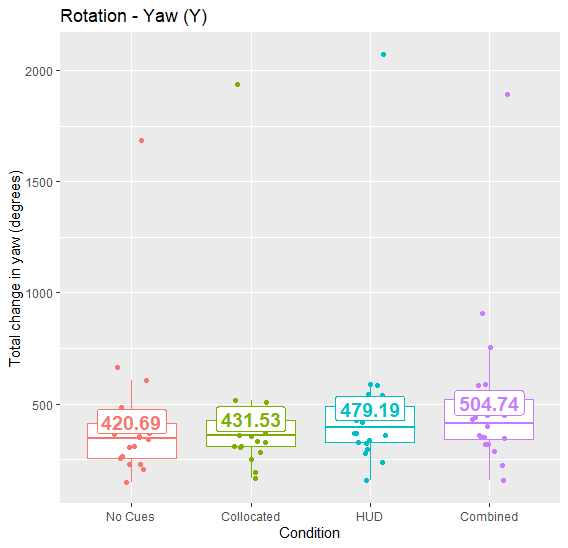 Rotation - Yaw (Y)
Total change in yaw (degrees)
2000
1500
1000
500
420.69
431.53
479.19
504.74
No Cues
Collocated
HUD
Combined
Condition